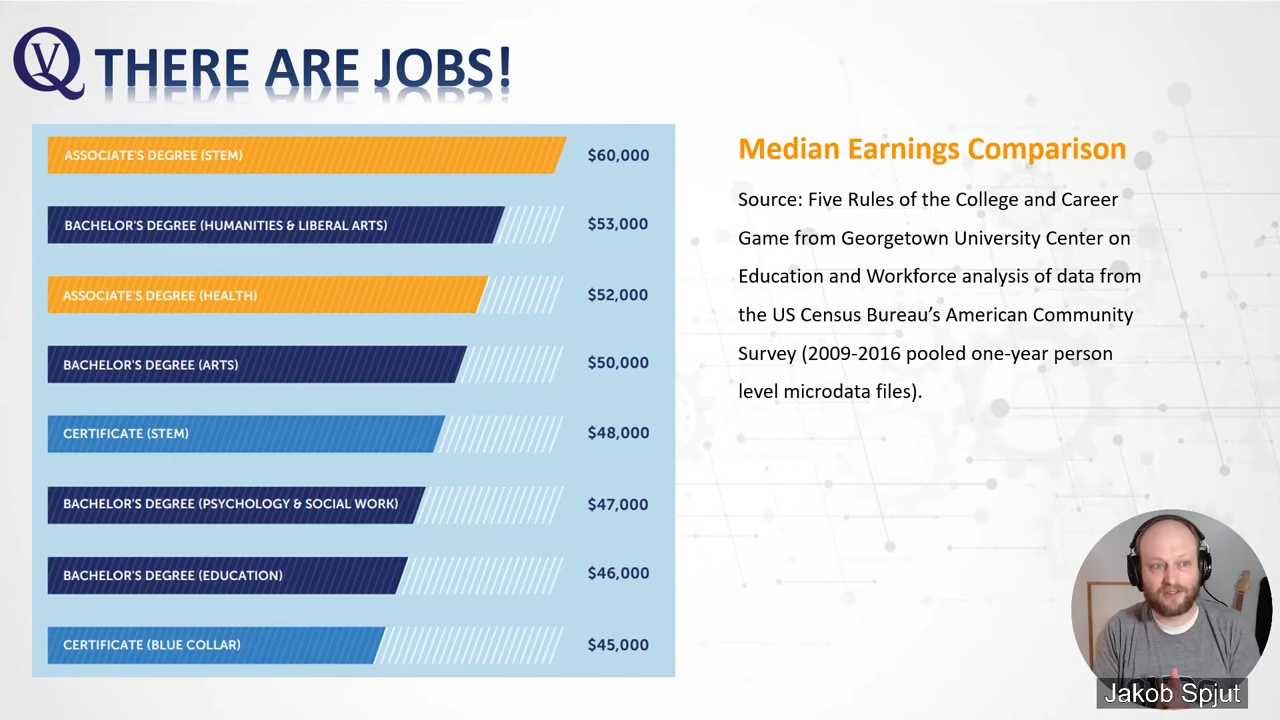 THERE ARE JOBS!
ASSOCIATE'S DEGREE (STEM) $60,000
BACHELOR'S DEGREE (HUMANITIES & LIBERAL ARTS) $53,000
ASSOCIATE'S DEGREE (HEALTH) $52,000
BACHELOR'S DEGREE (ARTS) $50,000
CERTIFICATE (STEM) $48,000
BACHELOR'S DEGREE (PSYCHOLOGY & SOCIAL WORK) $47,000
BACHELOR'S DEGREE (EDUCATION) $46,000
CERTIFICATE (BLUE COLLAR) $45,000
Median Earnings Comparison
Source: Five Rules of the College and Career
Game from Georgetown University Center on
Education and Workforce analysis of data from
the US Census Bureau’s American Community
Survey (2009-2016 pooled one-year person
level microdata files).
Jakob Spjut